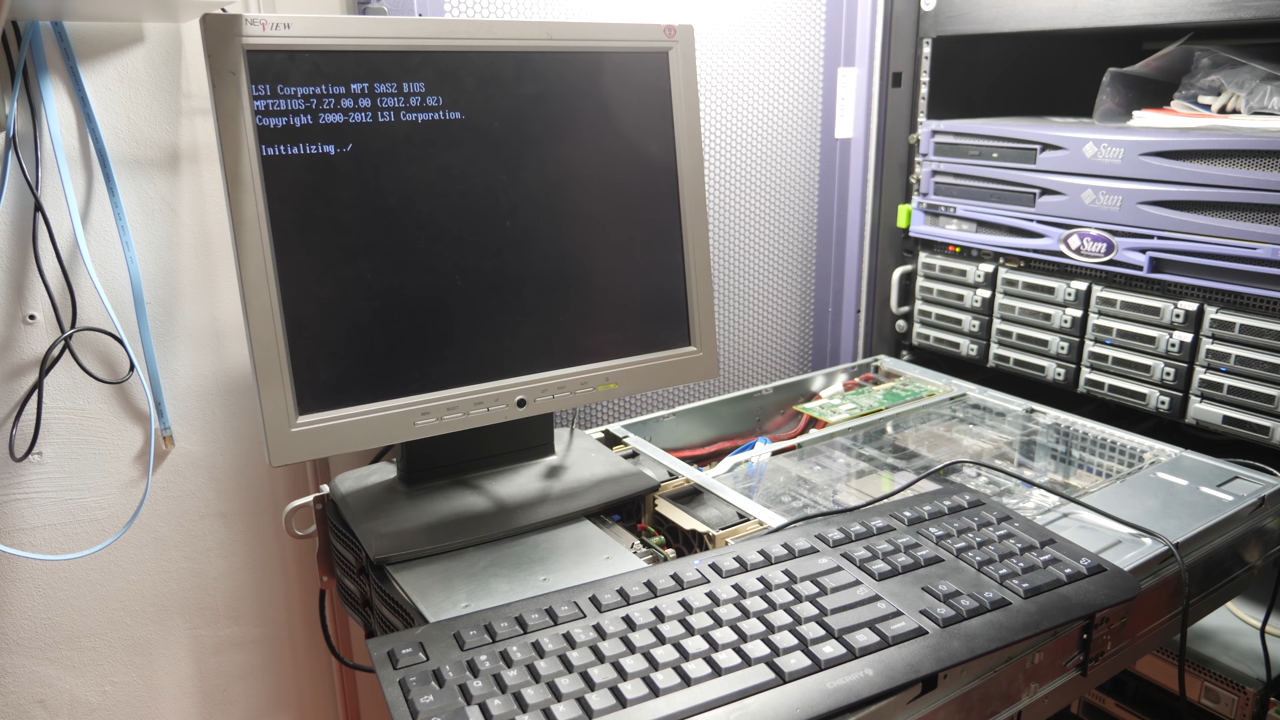 NEOVIEW
LSI Corporation MPT SAS2 BIOS
MPT2BIOS-7.27.00.00 (2012.07.02)
Copyright 2000-2012 LSI Corporation.
Initializing../
Sun
Sun
Sun
CHERRY